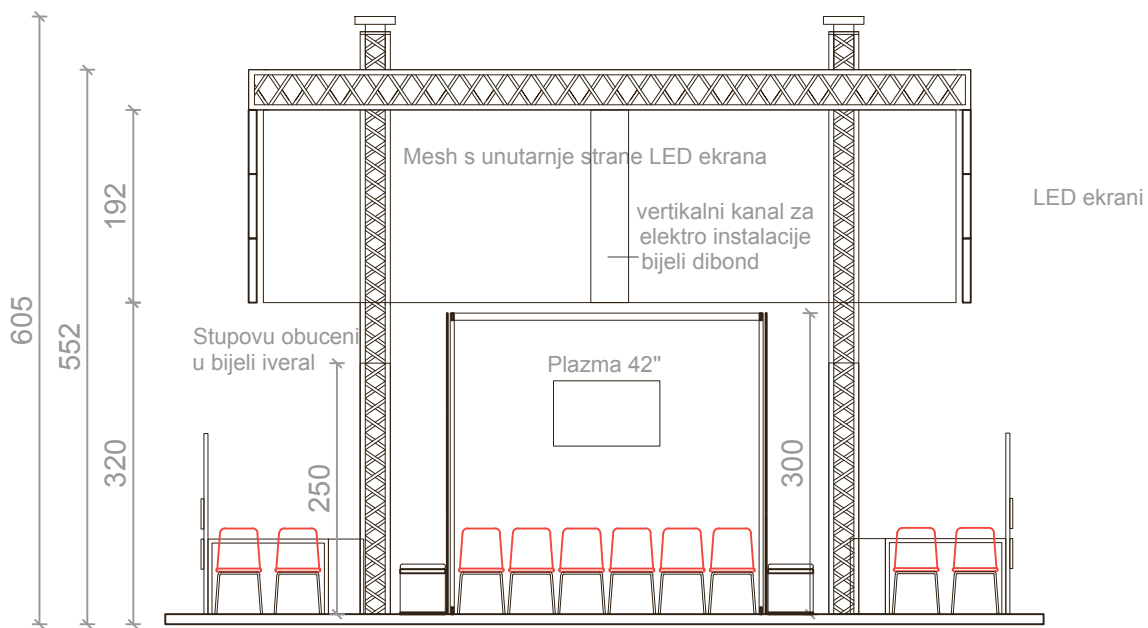 Mesh s unutarnje strane LED ekrana
LED ekrani
vertikalni kanal za
elektro instalacije
bijeli dibond
192
605
552
Stupovu obuceni
u bijeli iveral
Plazma 42"
320
250
300